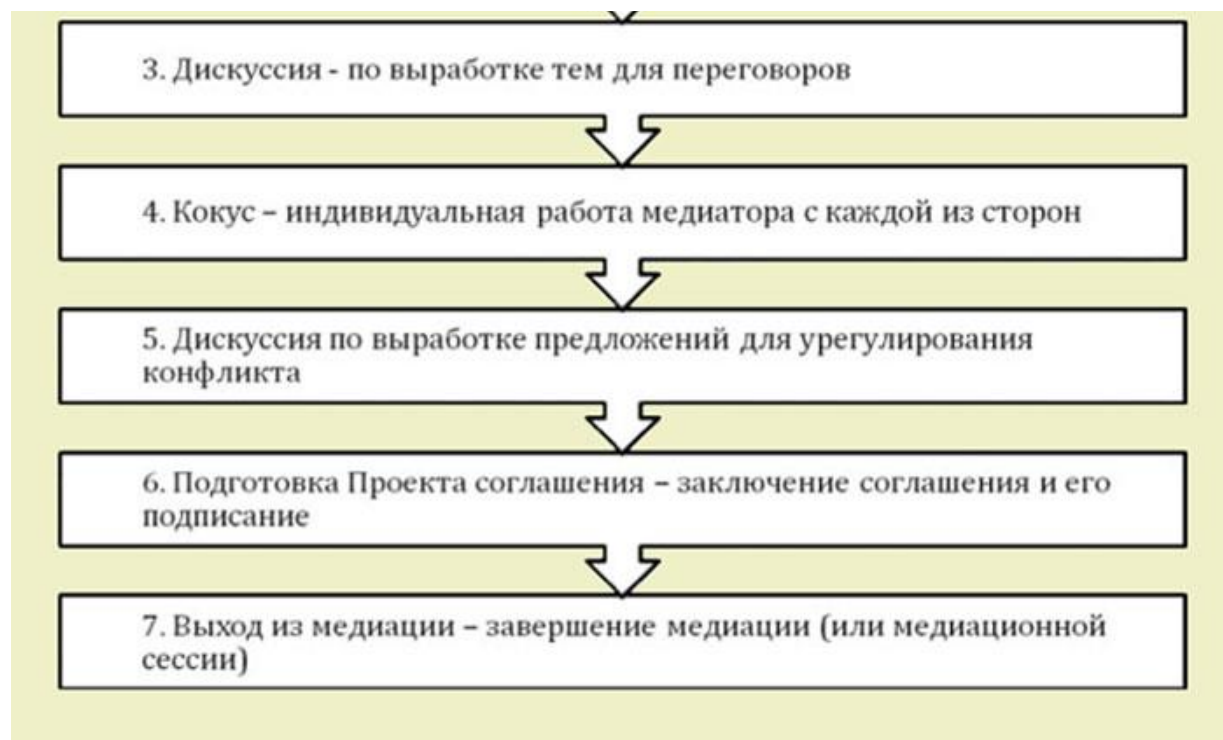 3. Дискуссия - по выработке тем для переговоров
4. Кокус – индивидуальная работа медиатора с каждой из сторон
5. Дискуссия по выработке предложений для урегулирования
конфликта
6. Подготовка Проекта соглашения – заключение соглашения и его
подписание
7. Выход из медиации – завершение медиации (или медиационной
сессии)